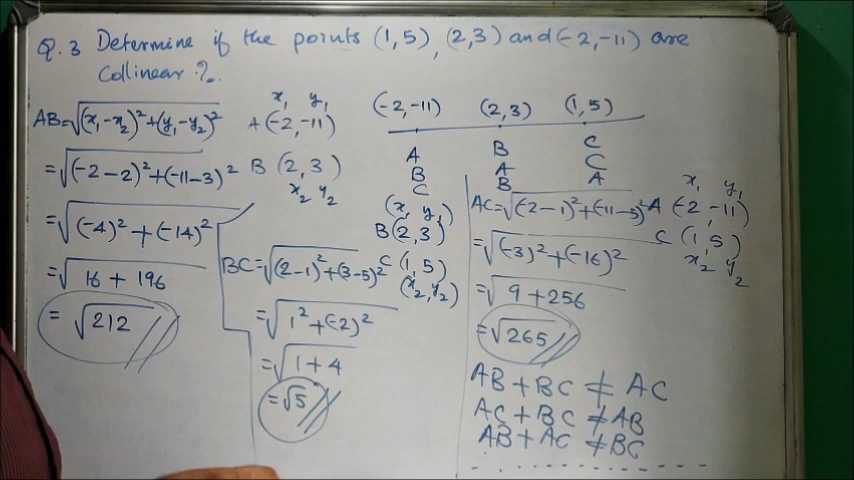 Q.3 Determine if the points (1,5), (2,3) and (-2,-11) are
Collinear ?.
AB=√(x₁-x₂)²+(y₁-y₂)²
=√(-2-2)²+(-11-3)²
=√(-4)²+(-14)²
=√16+196
=√212
x₁ y₁
A(-2,-11)
B(2,3)
x₂ y₂
(-2,-11) (2,3) (1,5)
A B C
B A C
C B A
(x₁ y₁)
B(2,3)
C(1,5)
(x₂,y₂)
BC=√(2-1)²+(3-5)²
=√1²+(-2)²
=√1+4
=√5
x₁ y₁
A(-2,-11)
C(1,5)
x₂ y₂
AC=√(-2-1)²+(-11-5)²
=√(-3)²+(-16)²
=√9+256
=√265
AB+BC≠AC
AC+BC≠AB
AB+AC≠BC